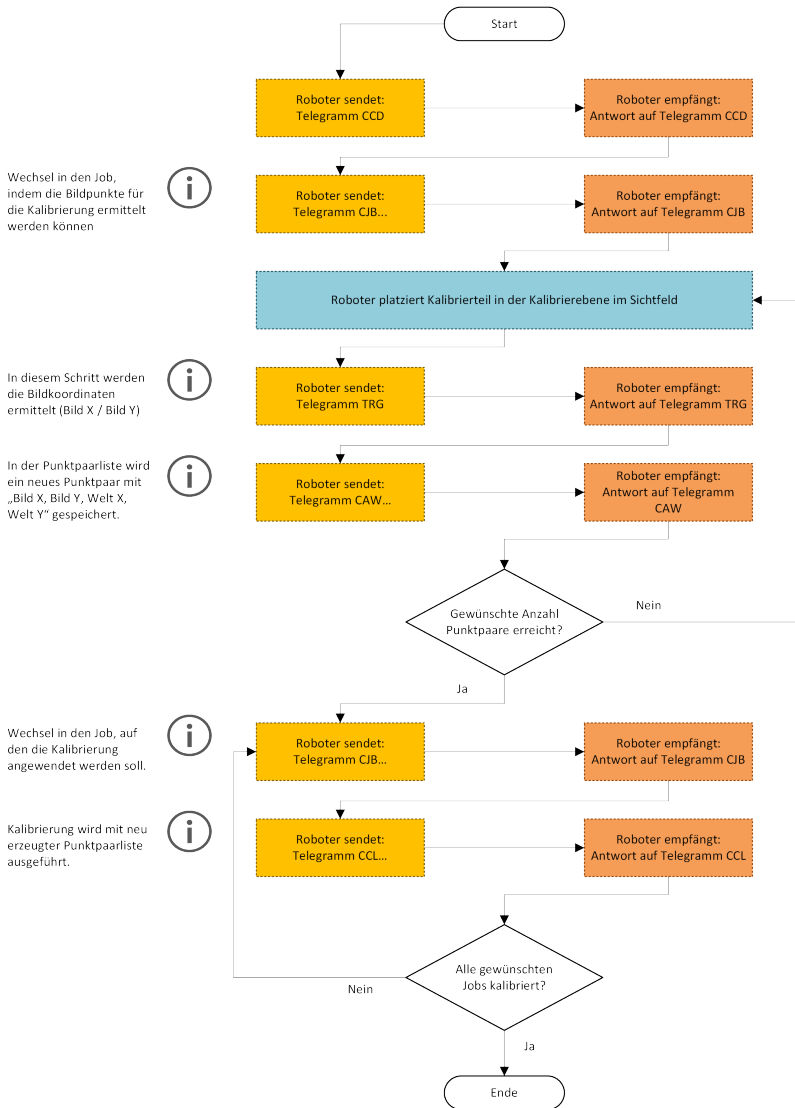 Start
Roboter sendet:
Telegramm CCD
Roboter empfängt:
Antwort auf Telegramm CCD
Wechsel in den Job,
indem die Bildpunkte für
die Kalibrierung ermittelt
werden können
Roboter sendet:
Telegramm CJB...
Roboter empfängt:
Antwort auf Telegramm CJB
Roboter platziert Kalibrierteil in der Kalibrierebene im Sichtfeld
In diesem Schritt werden
die Bildkoordinaten
ermittelt (Bild X / Bild Y)
Roboter sendet:
Telegramm TRG
Roboter empfängt:
Antwort auf Telegramm TRG
In der Punktpaarliste wird
ein neues Punktpaar mit
„Bild X, Bild Y, Welt X,
Welt Y“ gespeichert.
Roboter sendet:
Telegramm CAW...
Roboter empfängt:
Antwort auf Telegramm
CAW
Gewünschte Anzahl
Punktpaare erreicht?
Nein
Ja
Wechsel in den Job, auf
den die Kalibrierung
angewendet werden soll.
Roboter sendet:
Telegramm CJB...
Roboter empfängt:
Antwort auf Telegramm CJB
Kalibrierung wird mit neu
erzeugter Punktpaarliste
ausgeführt.
Roboter sendet:
Telegramm CCL...
Roboter empfängt:
Antwort auf Telegramm CCL
Alle gewünschten
Jobs kalibriert?
Nein
Ja
Ende